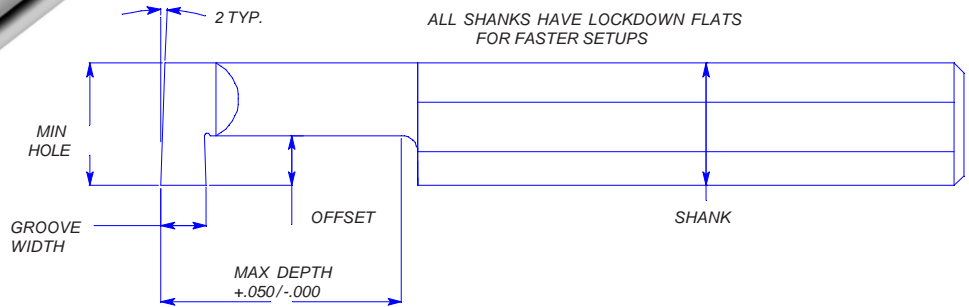 2 TYP.
ALL SHANKS HAVE LOCKDOWN FLATS
FOR FASTER SETUPS
MIN
HOLE
OFFSET
SHANK
GROOVE
WIDTH
MAX DEPTH
+.050/-.000